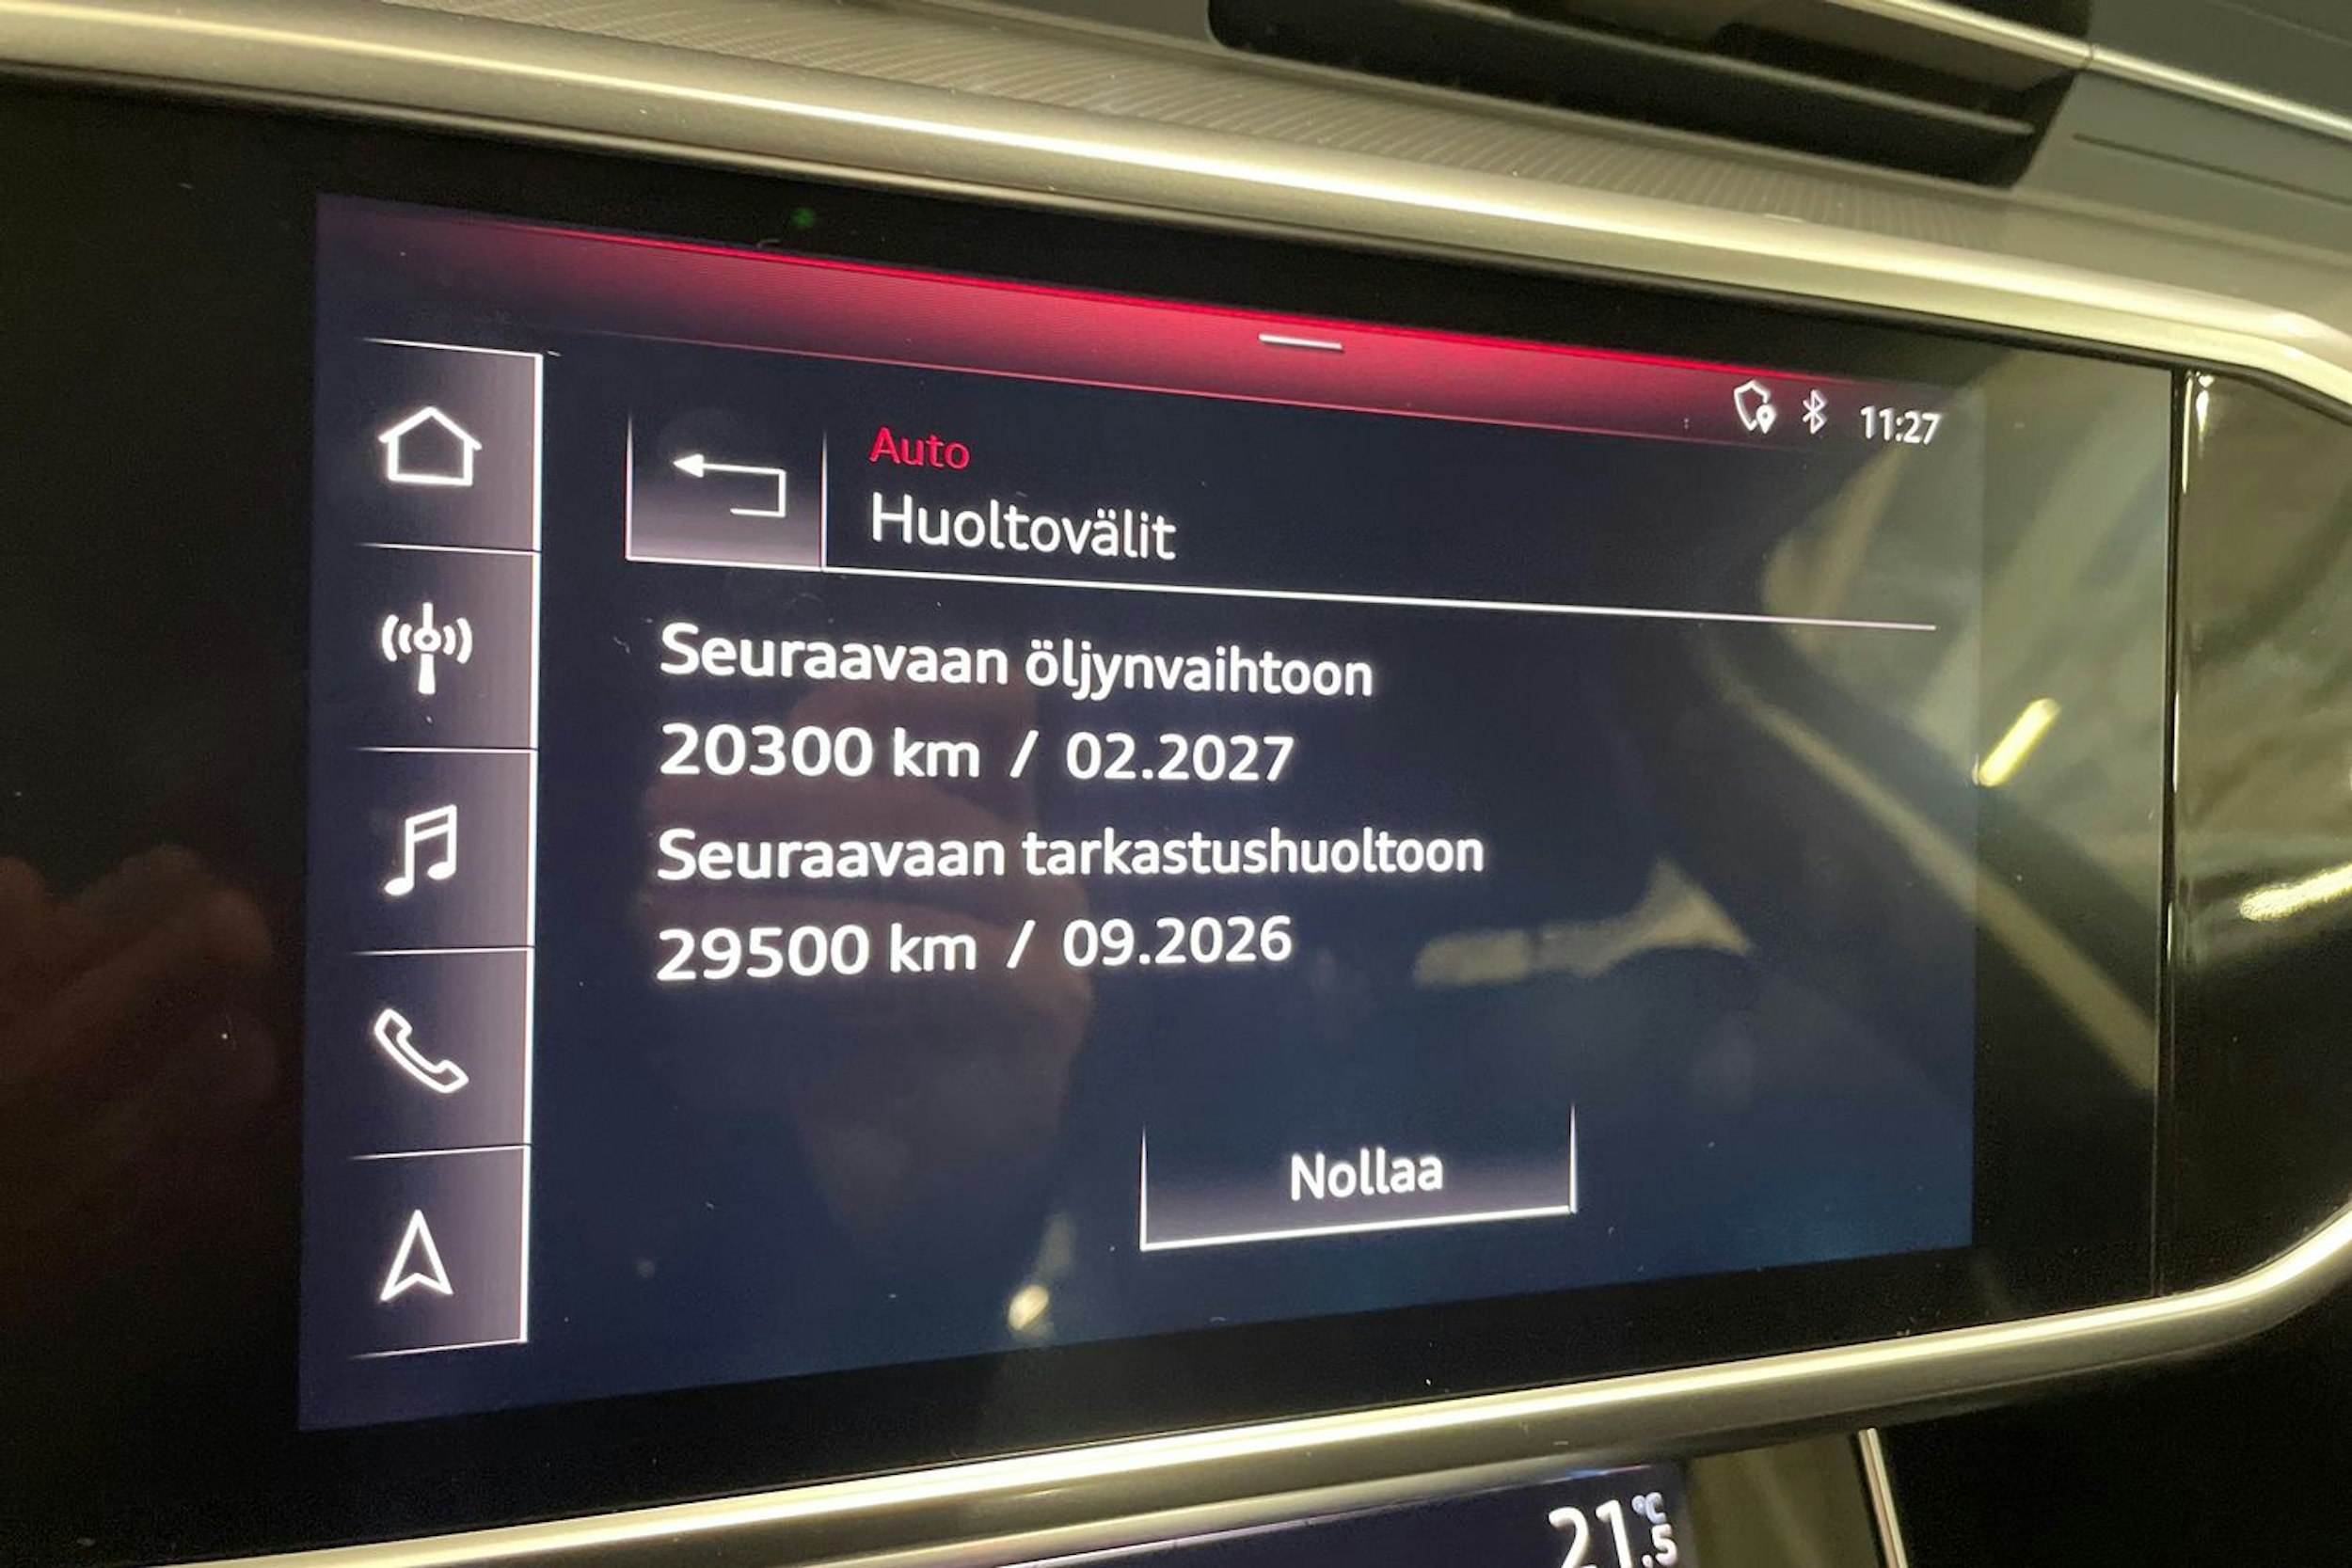 11:27
Auto
Huoltovälit
Seuraavaan öljynvaihtoon
20300 km / 02.2027
Seuraavaan tarkastushuoltoon
29500 km / 09.2026
Nollaa
21.5 °C